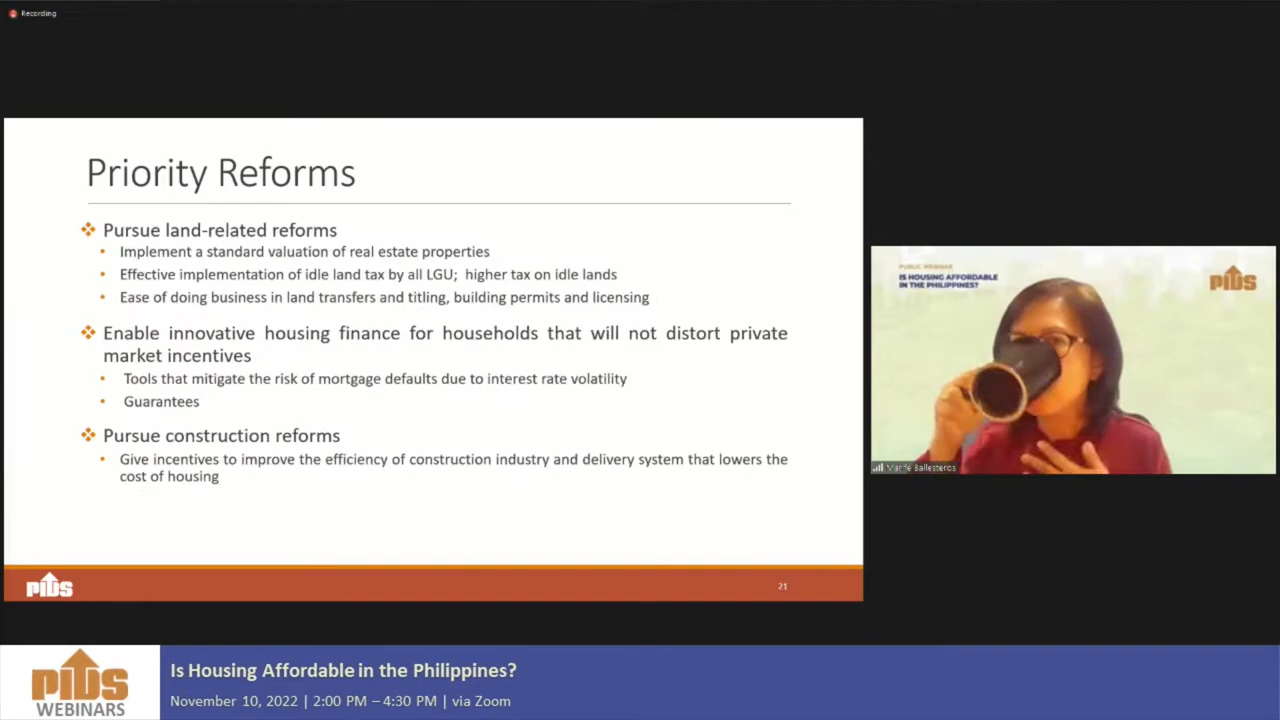 Recording
Priority Reforms
Pursue land-related reforms
Implement a standard valuation of real estate properties
Effective implementation of idle land tax by all LGU; higher tax on idle lands
Ease of doing business in land transfers and titling, building permits and licensing
Enable innovative housing finance for households that will not distort private
market incentives
Tools that mitigate the risk of mortgage defaults due to interest rate volatility
Guarantees
Pursue construction reforms
Give incentives to improve the efficiency of construction industry and delivery system that lowers the
cost of housing
PIDS
21
PUBLIC WEBINAR
IS HOUSING AFFORDABLE
IN THE PHILIPPINES?
PIDS
Marife Ballesteros
PIDS
WEBINARS
Is Housing Affordable in the Philippines?
November 10, 2022 | 2:00 PM – 4:30 PM | via Zoom